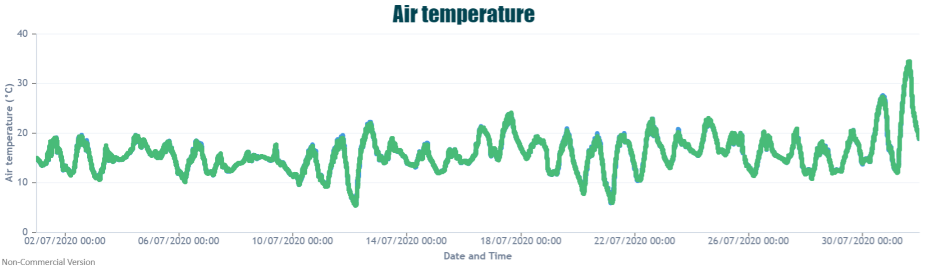 Air temperature
40
30
20
10
0
Air temperature (°C)
02/07/2020 00:00 06/07/2020 00:00 10/07/2020 00:00 14/07/2020 00:00 18/07/2020 00:00 22/07/2020 00:00 26/07/2020 00:00 30/07/2020 00:00
Date and Time
Non-Commercial Version